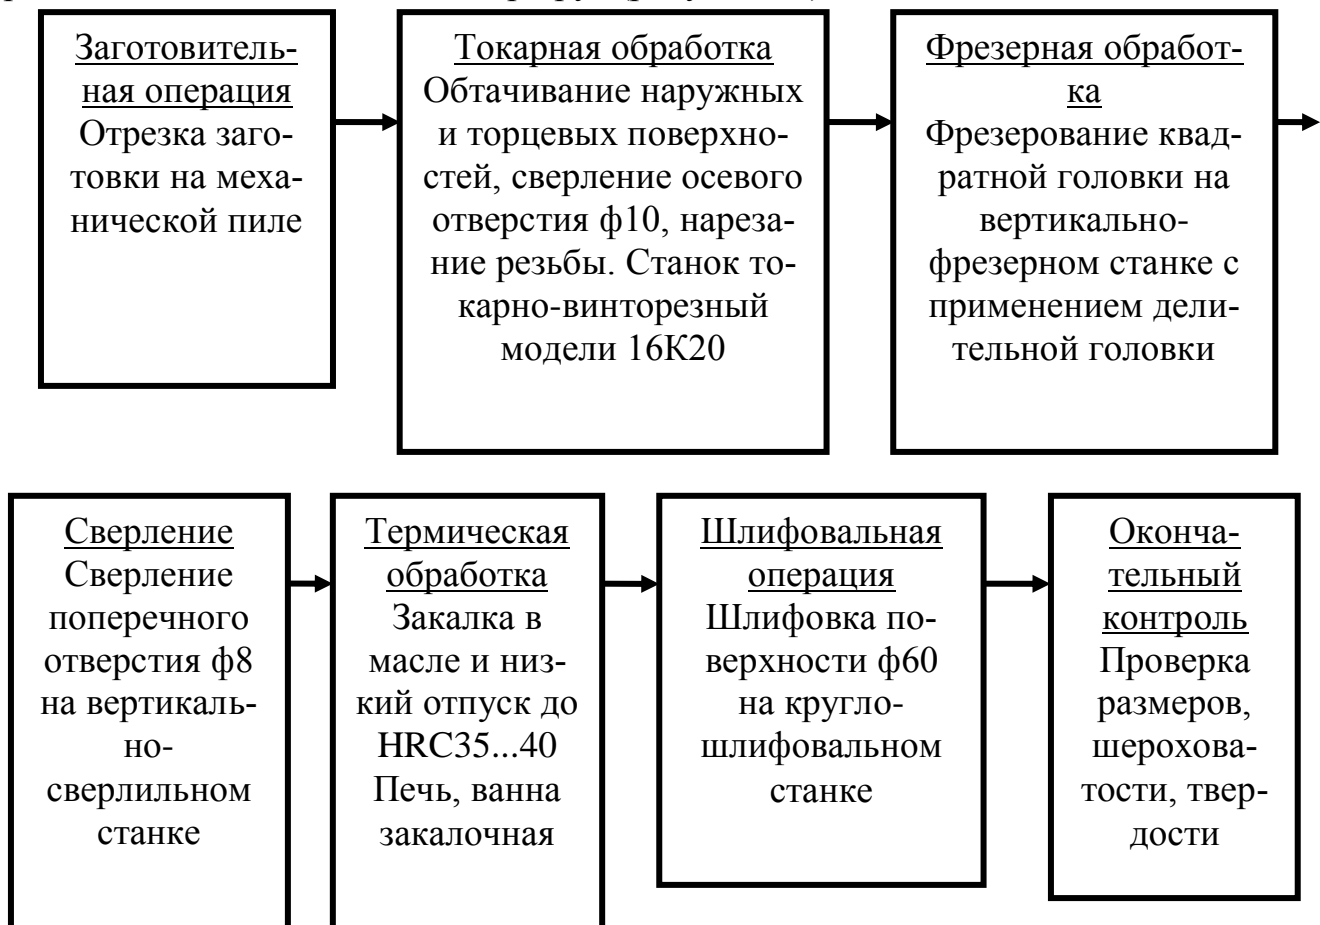 Заготовитель-
ная операция
Отрезка заго-
товки на меха-
нической пиле
Токарная обработка
Обтачивание наружных
и торцевых поверхно-
стей, сверление осевого
отверстия ф10, нареза-
ние резьбы. Станок то-
карно-винторезный
модели 16К20
Фрезерная обработ-
ка
Фрезерование квад-
ратной головки на
вертикально-
фрезерном станке с
применением дели-
тельной головки
Сверление
Сверление
поперечного
отверстия ф8
на вертикаль-
но-
сверлильном
станке
Термическая
обработка
Закалка в
масле и низ-
кий отпуск до
HRC35...40
Печь, ванна
закалочная
Шлифовальная
операция
Шлифовка по-
верхности ф60
на кругло-
шлифовальном
станке
Оконча-
тельный
контроль
Проверка
размеров,
шерохова-
тости, твер-
дости